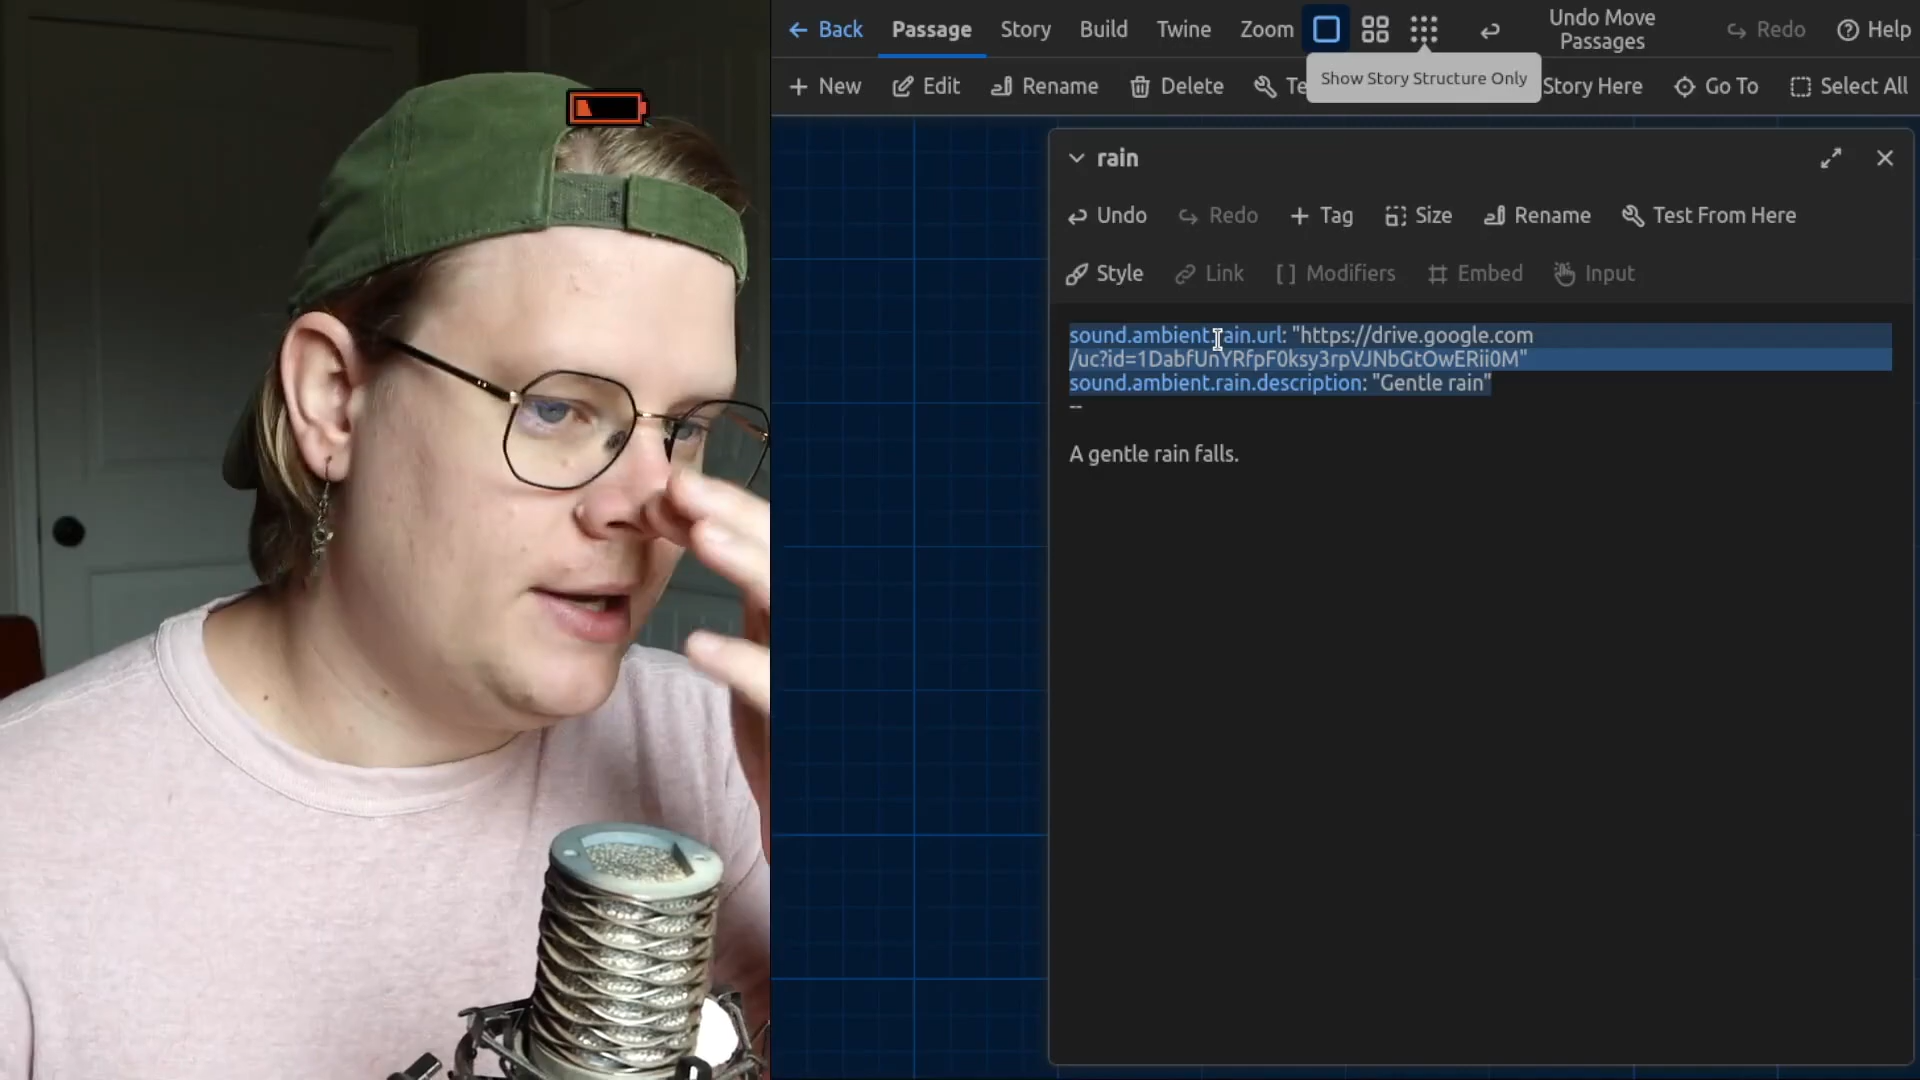 Back Passage Story Build Twine Zoom Undo Move Passages Redo Help
New Edit Rename Delete Show Story Structure Only Story Here Go To Select All
rain
Undo Redo Tag Size Rename Test From Here
Style Link Modifiers Embed Input
sound.ambient.rain.url: "https://drive.google.com
/uc?id=1DabfUnYRfpF0ksy3rpVJNbGtOwERii0M"
sound.ambient.rain.description: "Gentle rain"
--
A gentle rain falls.